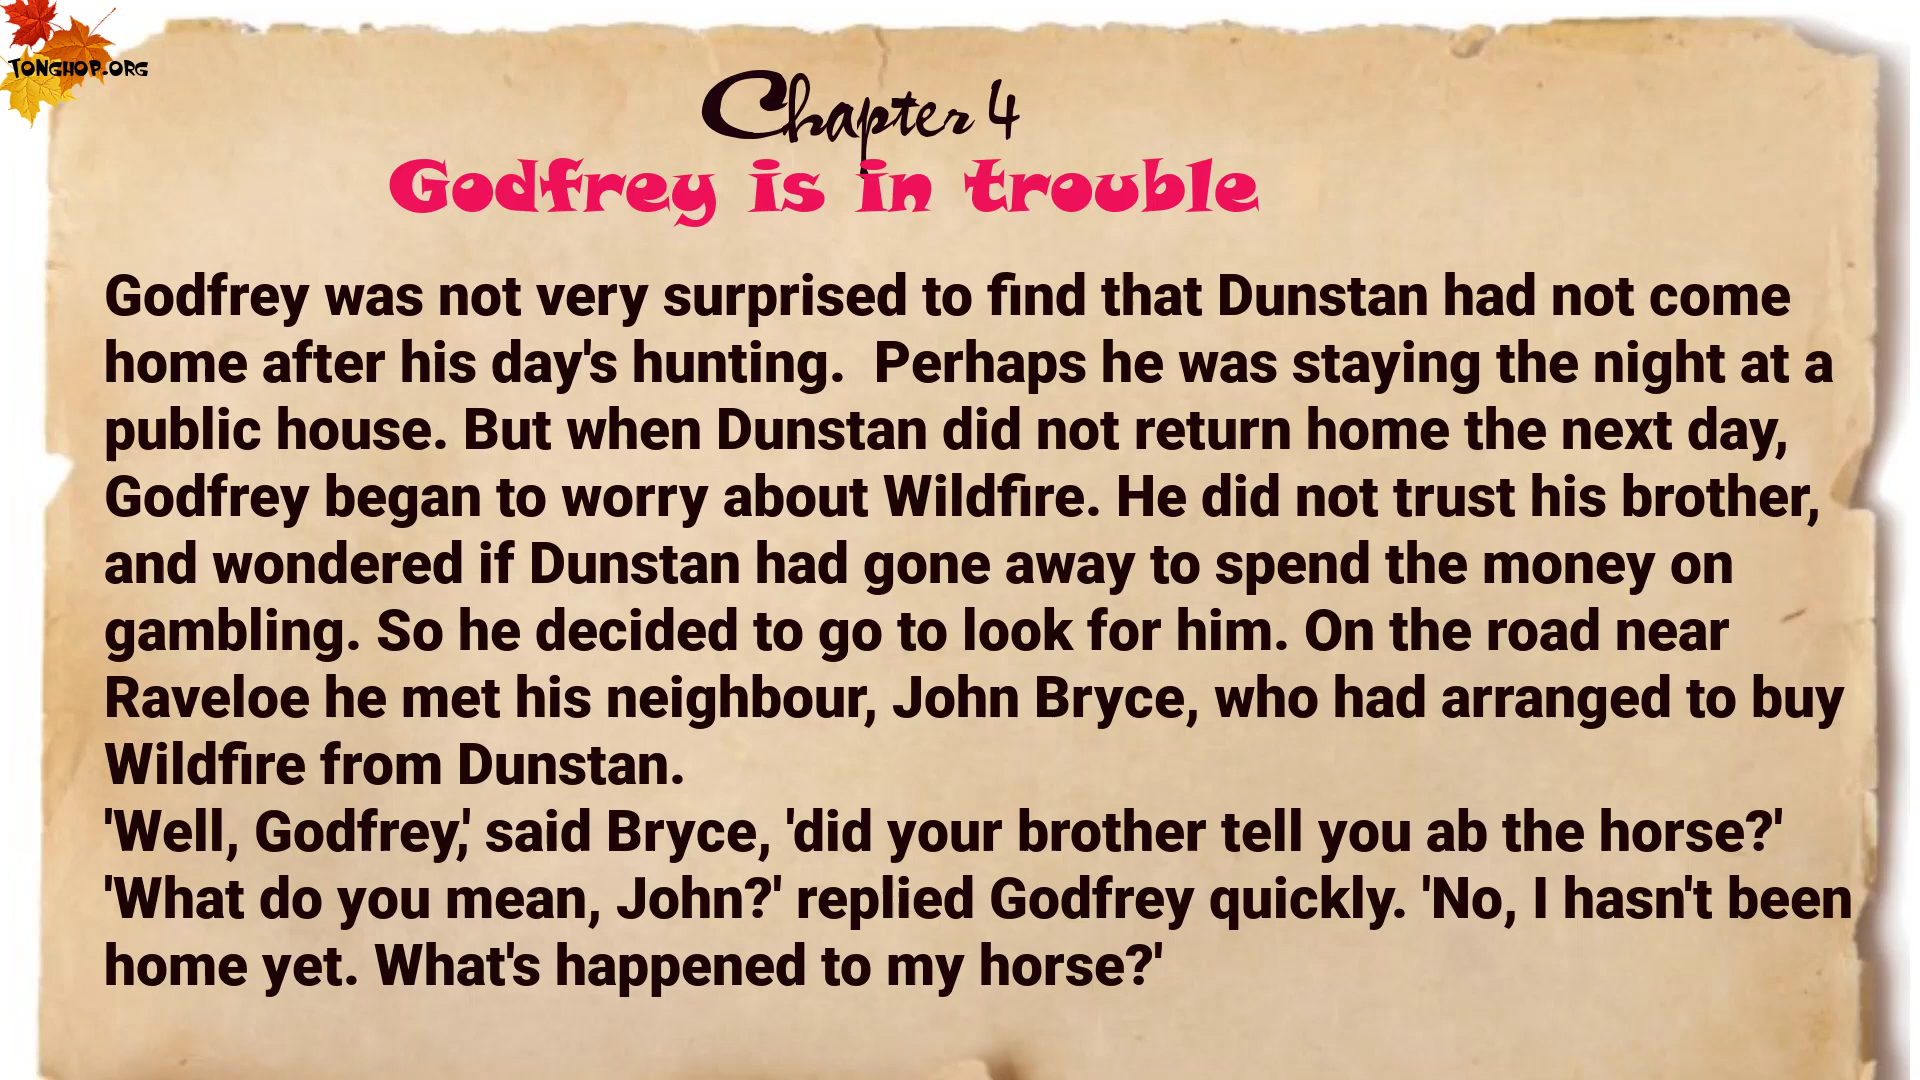 TONGHOP.ORG
Chapter 4
Godfrey is in trouble
Godfrey was not very surprised to find that Dunstan had not come
home after his day's hunting.  Perhaps he was staying the night at a
public house. But when Dunstan did not return home the next day,
Godfrey began to worry about Wildfire. He did not trust his brother,
and wondered if Dunstan had gone away to spend the money on
gambling. So he decided to go to look for him. On the road near
Raveloe he met his neighbour, John Bryce, who had arranged to buy
Wildfire from Dunstan.
'Well, Godfrey,' said Bryce, 'did your brother tell you ab the horse?'
'What do you mean, John?' replied Godfrey quickly. 'No, I hasn't been
home yet. What's happened to my horse?'